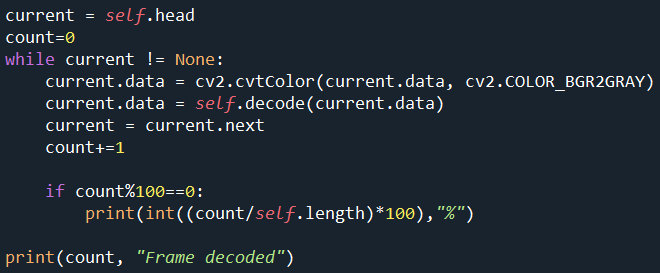 current = self.head
count=0
while current != None:
    current.data = cv2.cvtColor(current.data, cv2.COLOR_BGR2GRAY)
    current.data = self.decode(current.data)
    current = current.next
    count+=1

    if count%100==0:
        print(int((count/self.length)*100),"%")

print(count, "Frame decoded")